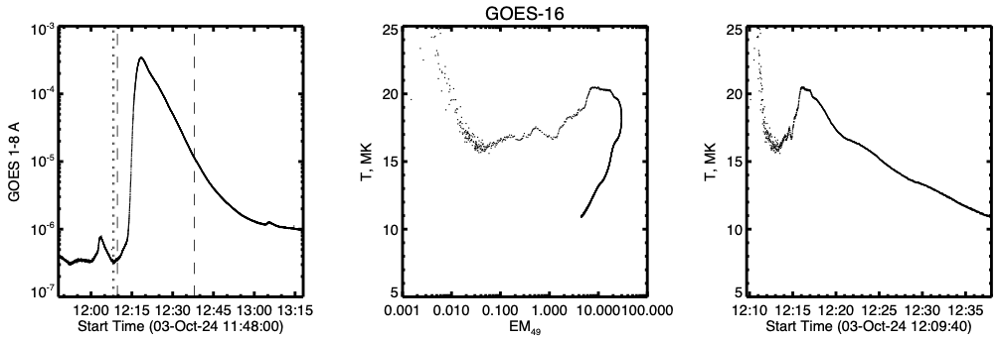 GOES-16
10-3
10-4
10-5
10-6
10-7
GOES 1-8 A
12:00 12:15 12:30 12:45 13:00 13:15
Start Time (03-Oct-24 11:48:00)
25
20
15
10
5
T, MK
0.001 0.010 0.100 1.000 10.000 100.000
EM49
25
20
15
10
5
T, MK
12:10 12:15 12:20 12:25 12:30 12:35
Start Time (03-Oct-24 12:09:40)